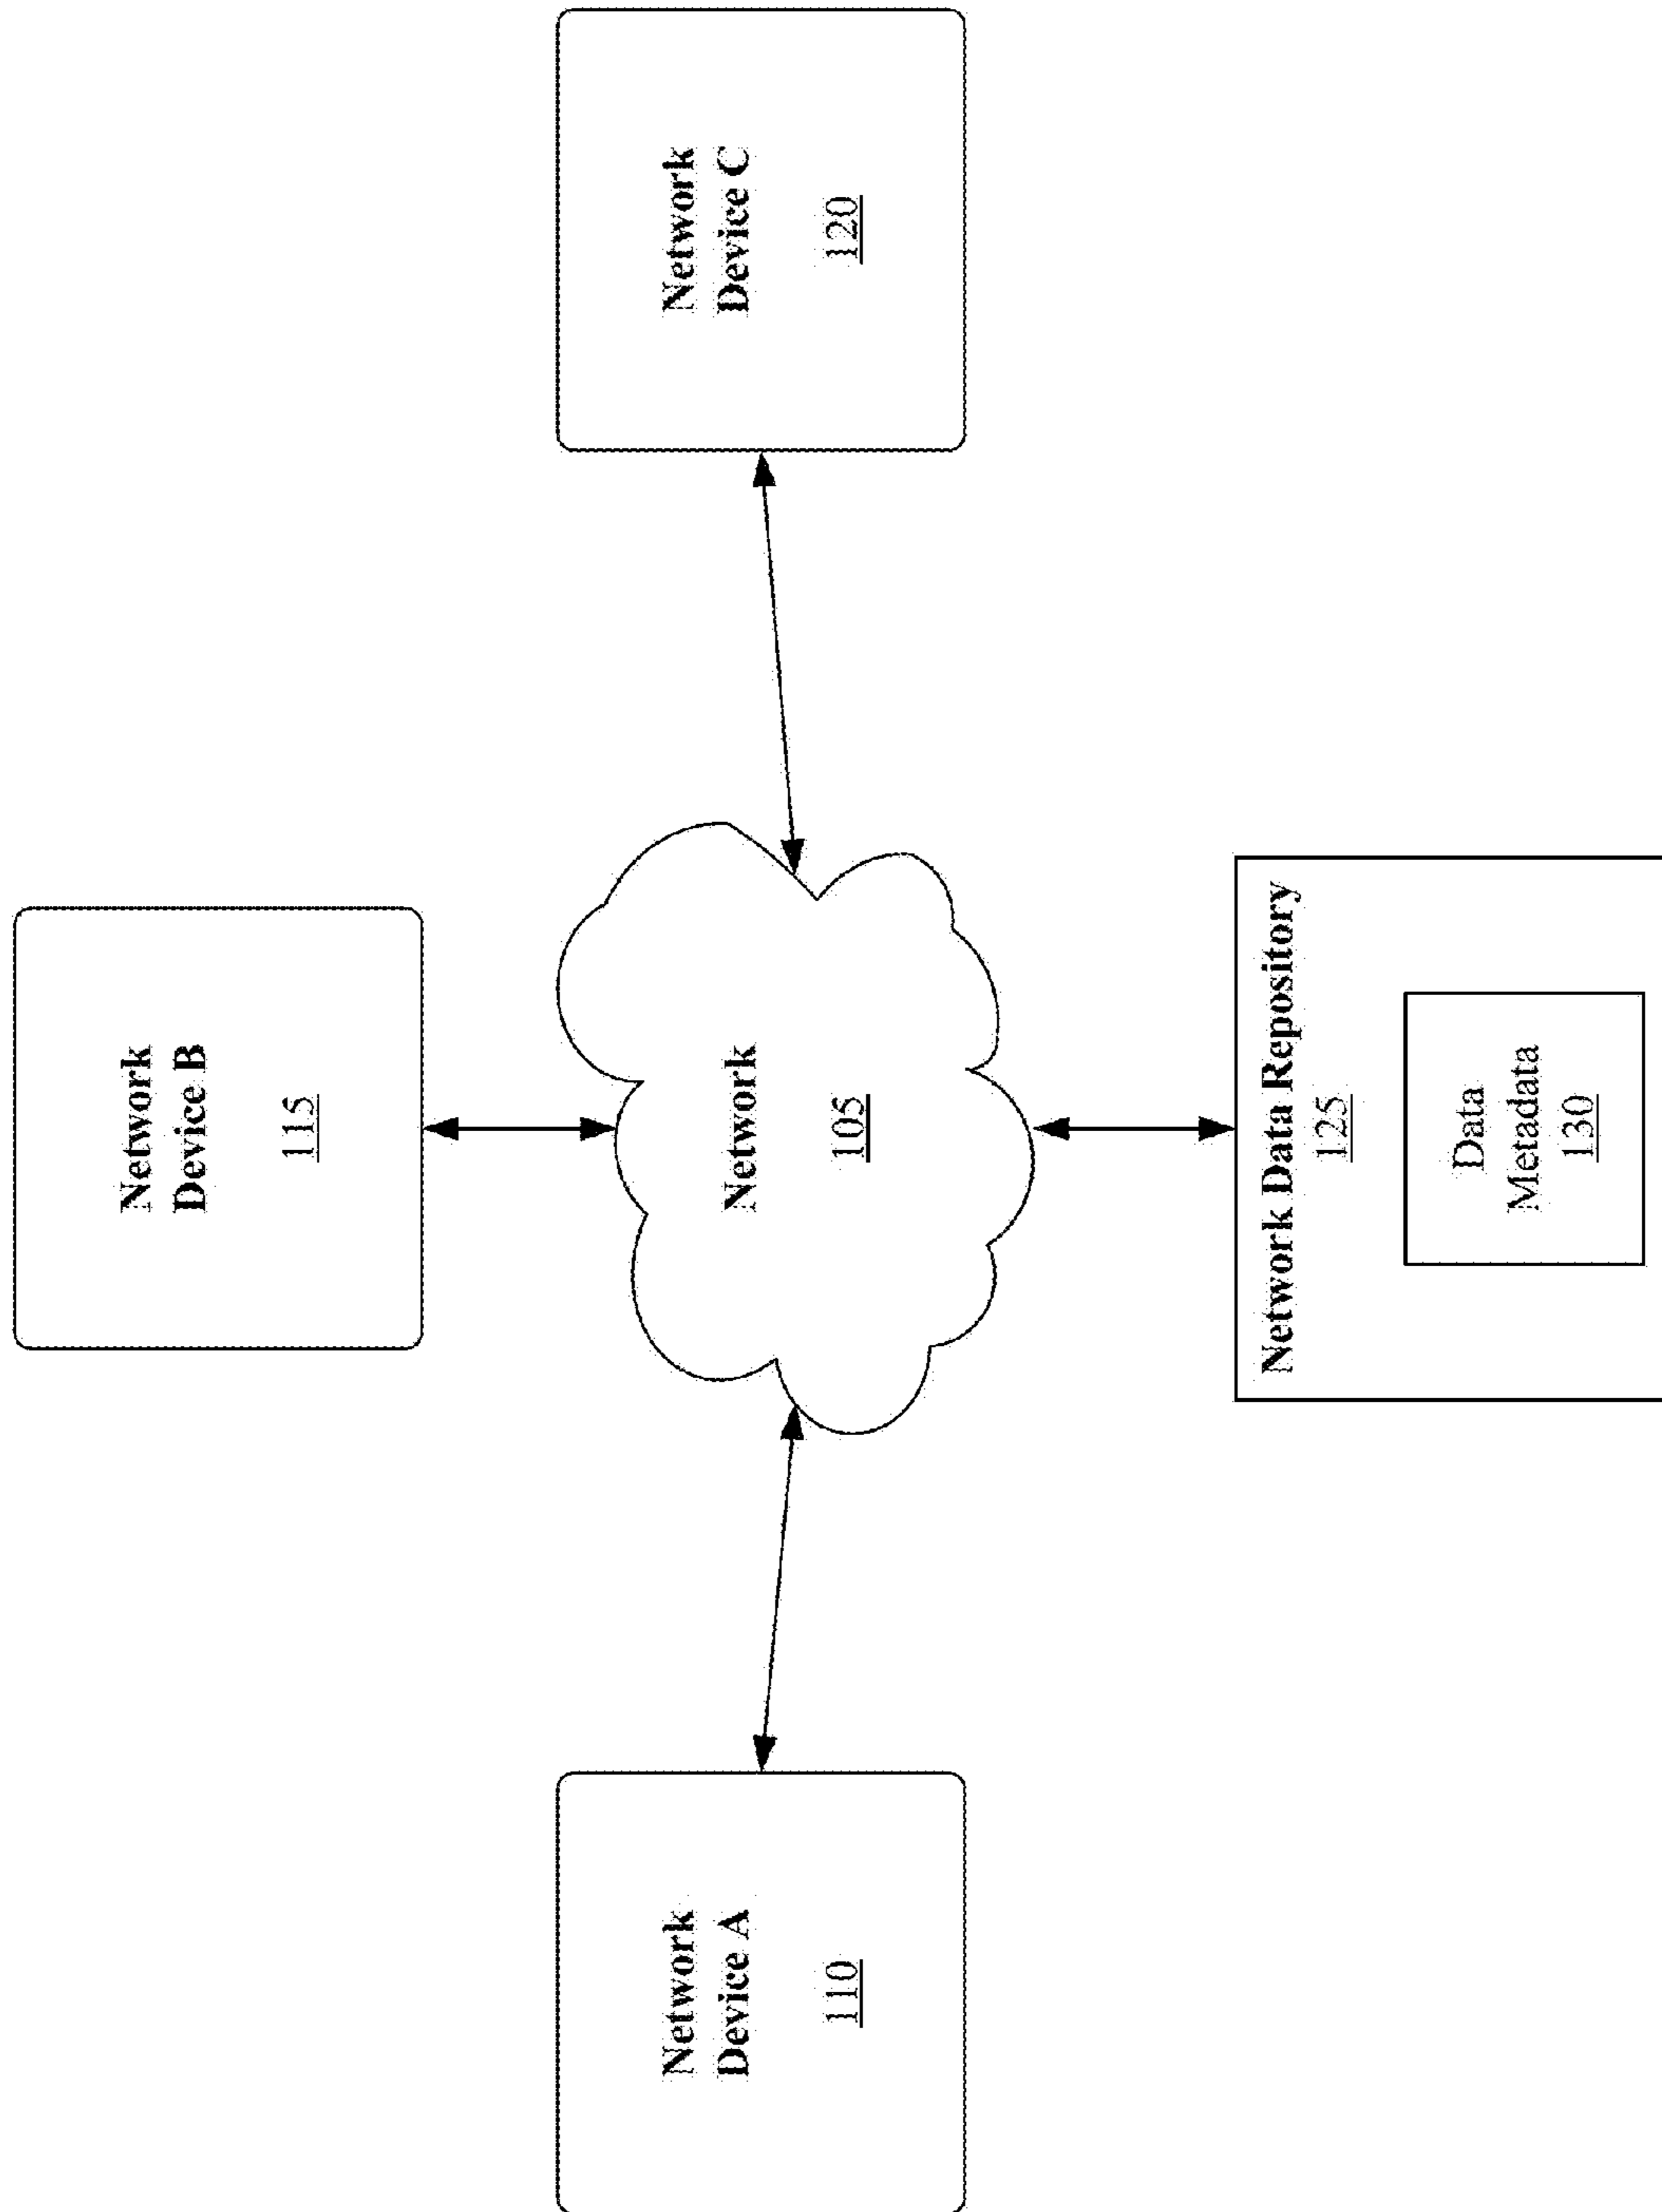 Network
Device B
115
Network
Device A
110
Network
105
Network
Device C
120
Network Data Repository
125
Data
Metadata
130